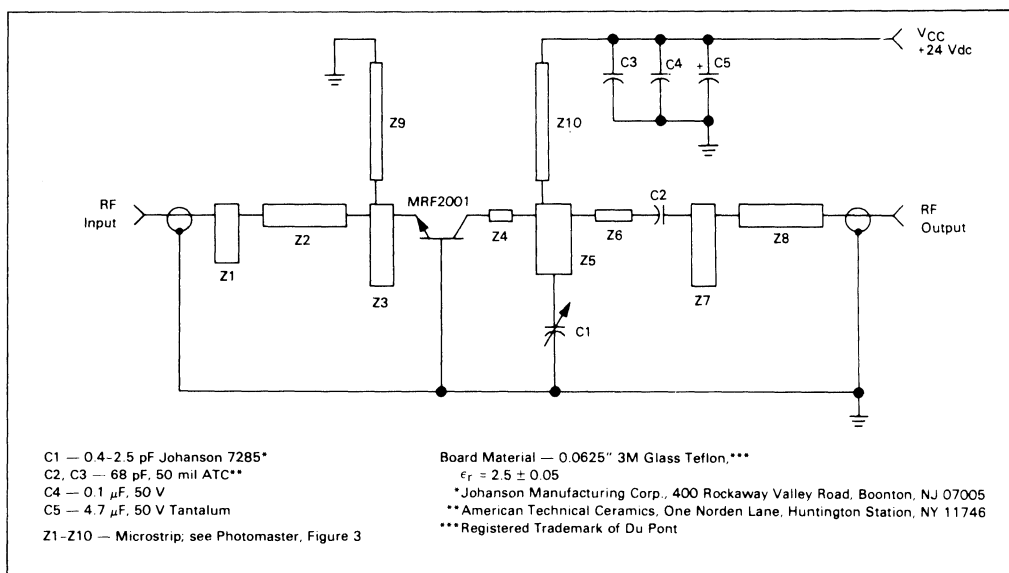 VCC
+24 Vdc
C3
C4
+
C5
Z9
Z10
RF
Input
MRF2001
C2
RF
Output
Z4
Z6
Z2
Z8
Z5
Z1
Z3
Z7
C1
C1 — 0.4-2.5 pF Johanson 7285*
C2, C3 — 68 pF, 50 mil ATC**
C4 — 0.1 μF, 50 V
C5 — 4.7 μF, 50 V Tantalum
Z1-Z10 — Microstrip; see Photomaster, Figure 3
Board Material — 0.0625" 3M Glass Teflon,***
εr = 2.5 ± 0.05
*Johanson Manufacturing Corp., 400 Rockaway Valley Road, Boonton, NJ 07005
**American Technical Ceramics, One Norden Lane, Huntington Station, NY 11746
***Registered Trademark of Du Pont